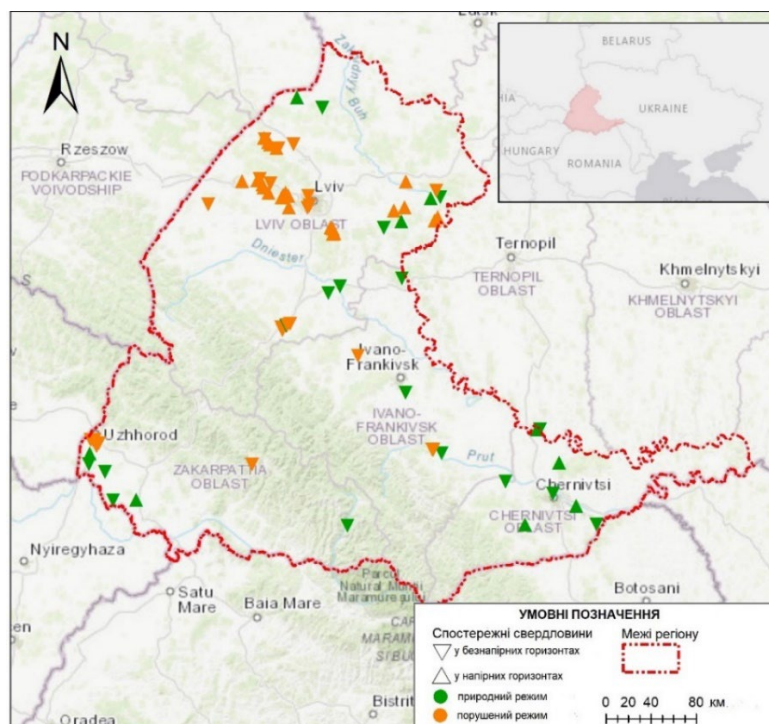 N
Rzeszow
PODKARPACKIE
VOIVODSHIP
Lviv
LVIV OBLAST
Dniester
Ternopil
TERNOPIL
OBLAST
Khmelnytskyi
KHMELNYTSKYI
OBLAST
Ivano-
Frankivsk
IVANO-
FRANKIVSK
OBLAST
Uzhhorod
ZAKARPATTIA
OBLAST
Prut
Chernivtsi
CHERNIVTSI
OBLAST
Nyiregyhaza
Satu
Mare
Baia Mare
Natural Munții
Botosani
Oradea
BELARUS
UKRAINE
HUNGARY
ROMANIA
УМОВНІ ПОЗНАЧЕННЯ
Спостережні свердловини
Межі регіону
у безнапірних горизонтах
у напірних горизонтах
природний режим
порушений режим
0 20 40 80 км.